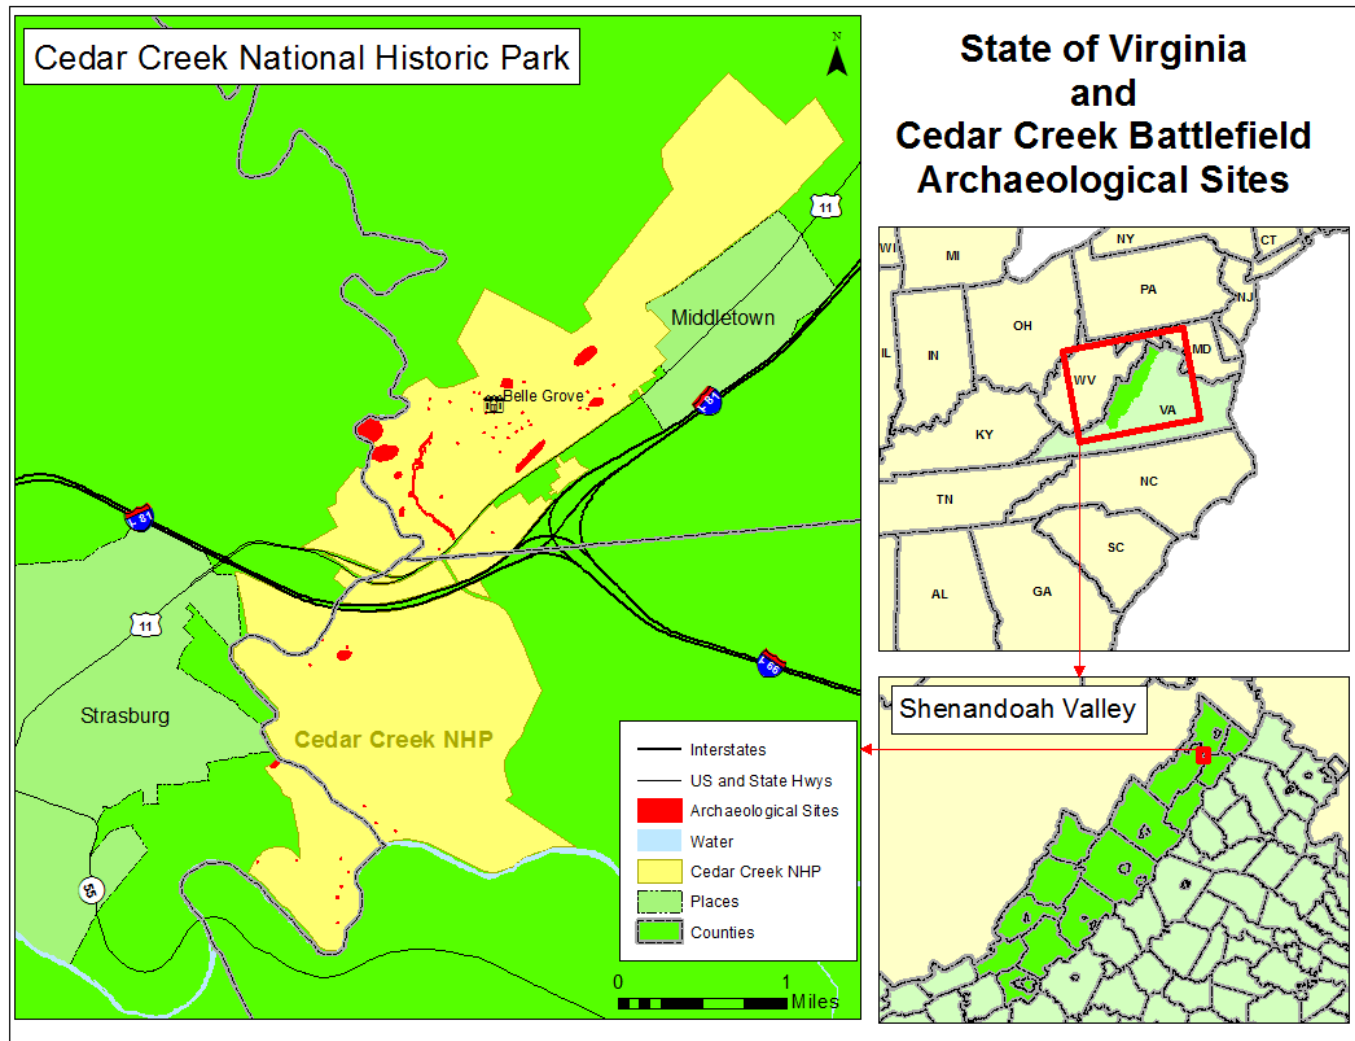 Cedar Creek National Historic Park
N
State of Virginia
and
Cedar Creek Battlefield
Archaeological Sites
11
Middletown
I 81
Belle Grove
I 81
11
I 66
Strasburg
Cedar Creek NHP
55
Interstates
US and State Hwys
Archaeological Sites
Water
Cedar Creek NHP
Places
Counties
0 1
Miles
WI
MI
NY
CT
PA
NJ
OH
IL
IN
MD
WV
VA
KY
NC
TN
SC
AL
GA
Shenandoah Valley